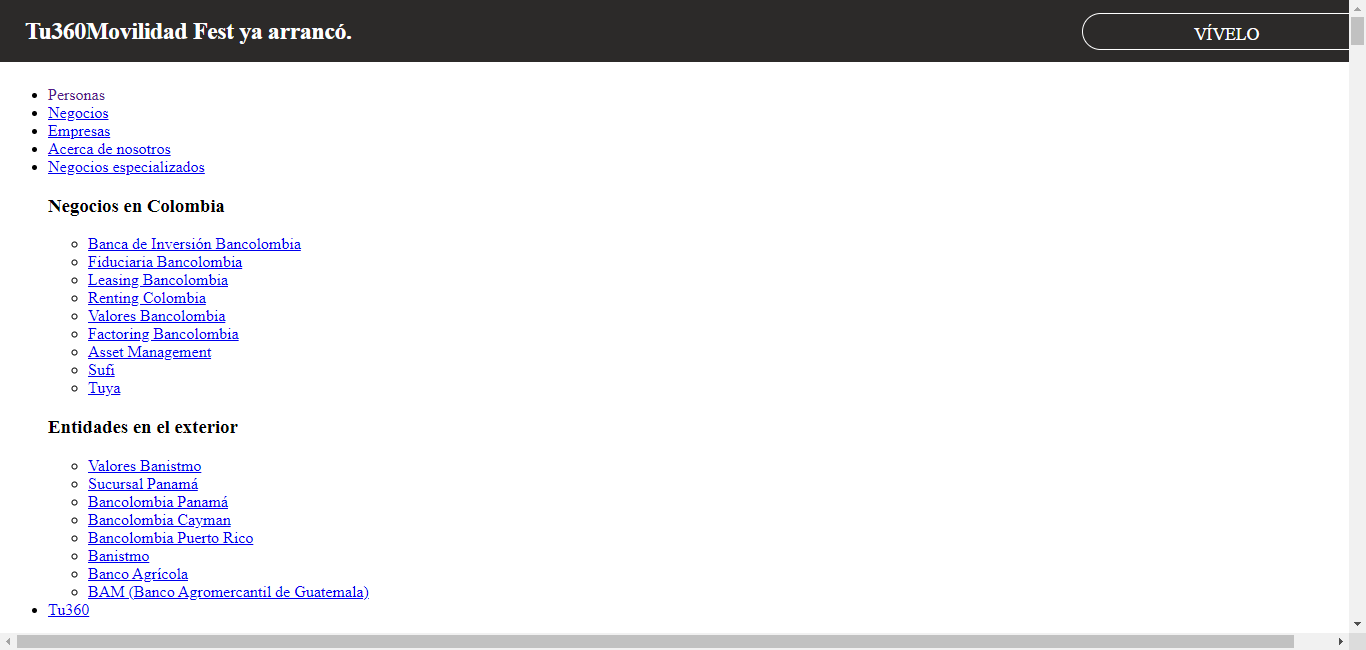 Tu360Movilidad Fest ya arrancó.
VÍVELO
Personas
Negocios
Empresas
Acerca de nosotros
Negocios especializados
Negocios en Colombia
Banca de Inversión Bancolombia
Fiduciaria Bancolombia
Leasing Bancolombia
Renting Colombia
Valores Bancolombia
Factoring Bancolombia
Asset Management
Sufi
Tuya
Entidades en el exterior
Valores Banistmo
Sucursal Panamá
Bancolombia Panamá
Bancolombia Cayman
Bancolombia Puerto Rico
Banistmo
Banco Agrícola
BAM (Banco Agromercantil de Guatemala)
Tu360